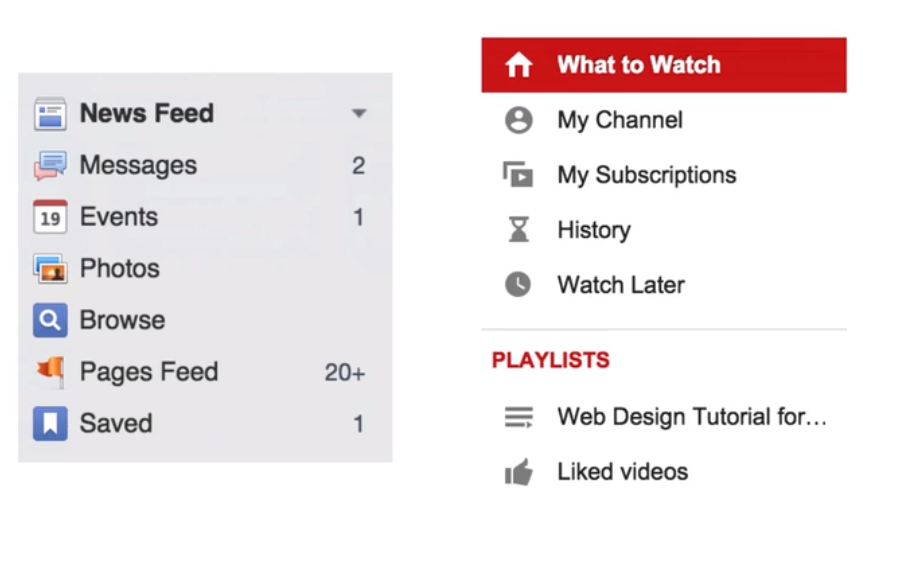 News Feed
Messages 2
Events 1
19
Photos
Browse
Pages Feed 20+
Saved 1
What to Watch
My Channel
My Subscriptions
History
Watch Later
PLAYLISTS
Web Design Tutorial for...
Liked videos